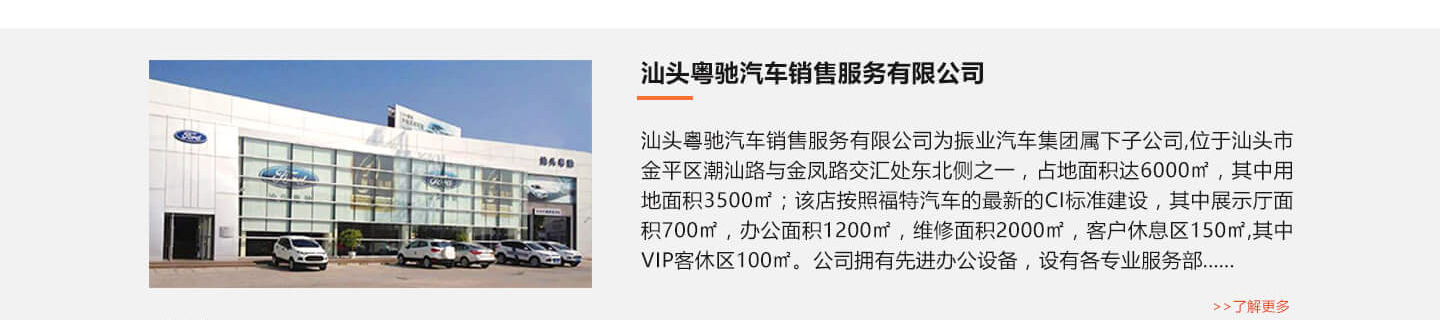 汕头粤驰汽车销售服务有限公司
汕头粤驰汽车销售服务有限公司为振业汽车集团属下子公司,位于汕头市
金平区潮汕路与金凤路交汇处东北侧之一，占地面积达6000㎡，其中用
地面积3500㎡；该店按照福特汽车的最新的CI标准建设，其中展示厅面
积700㎡，办公面积1200㎡，维修面积2000㎡，客户休息区150㎡,其中
VIP客休区100㎡。公司拥有先进办公设备，设有各专业服务部......
>>了解更多
Ford
Ford
Ford
汕头粤驰